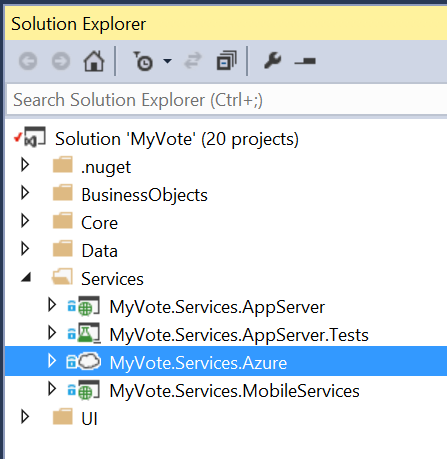 Solution Explorer
Search Solution Explorer (Ctrl+;)
Solution 'MyVote' (20 projects)
.nuget
BusinessObjects
Core
Data
Services
MyVote.Services.AppServer
MyVote.Services.AppServer.Tests
MyVote.Services.Azure
MyVote.Services.MobileServices
UI